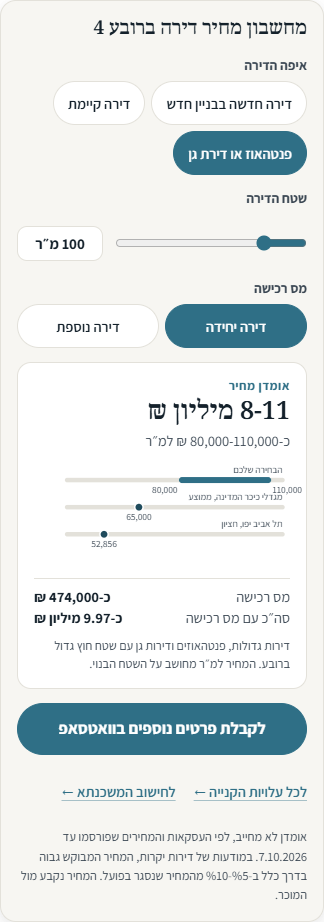 מחשבון מחיר דירה ברובע 4
איפה הדירה
דירה חדשה בבניין חדש
דירה קיימת
פנטהאוז או דירת גן
שטח הדירה
100 מ״ר
מס רכישה
דירה יחידה
דירה נוספת
אומדן מחיר
8-11 מיליון ₪
כ-80,000-110,000 ₪ למ״ר
הבחירה שלכם
80,000
110,000
מגדלי כיכר המדינה, ממוצע
65,000
תל אביב יפו, חציון
52,856
מס רכישה
כ-474,000 ₪
סה״כ עם מס רכישה
כ-9.97 מיליון ₪
דירות גדולות, פנטהאוזים ודירות גן עם שטח חוץ גדול
ברובע. המחיר למ״ר מחושב על השטח הבנוי.
לקבלת פרטים נוספים בוואטסאפ
לכל עלויות הקנייה ←
לחישוב המשכנתא ←
אומדן לא מחייב, לפי העסקאות והמחירים שפורסמו עד
7.10.2026. במודעות של דירות יקרות, המחיר המבוקש גבוה
בדרך כלל ב-5%-10% מהמחיר שנסגר בפועל. המחיר נקבע מול
המוכר.